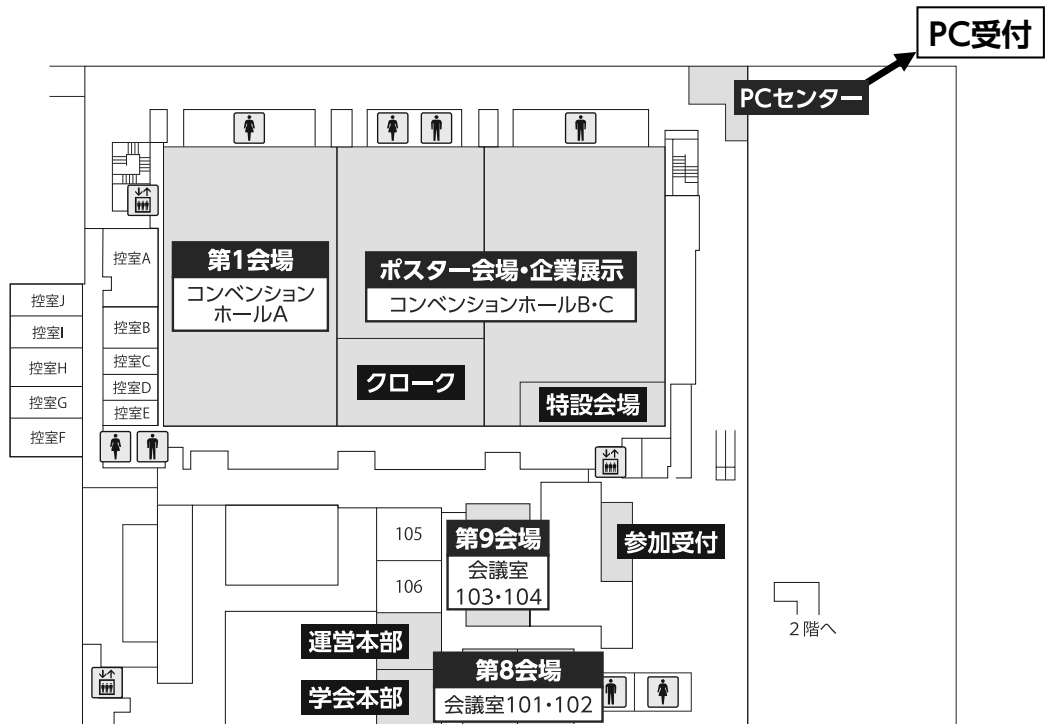 PC受付
PCセンター
第1会場
コンベンション
ホールA
ポスター会場・企業展示
コンベンションホールB・C
クローク
特設会場
控室A
控室B
控室C
控室D
控室E
控室J
控室I
控室H
控室G
控室F
105
106
第9会場
会議室
103・104
参加受付
2階へ
運営本部
学会本部
第8会場
会議室101・102